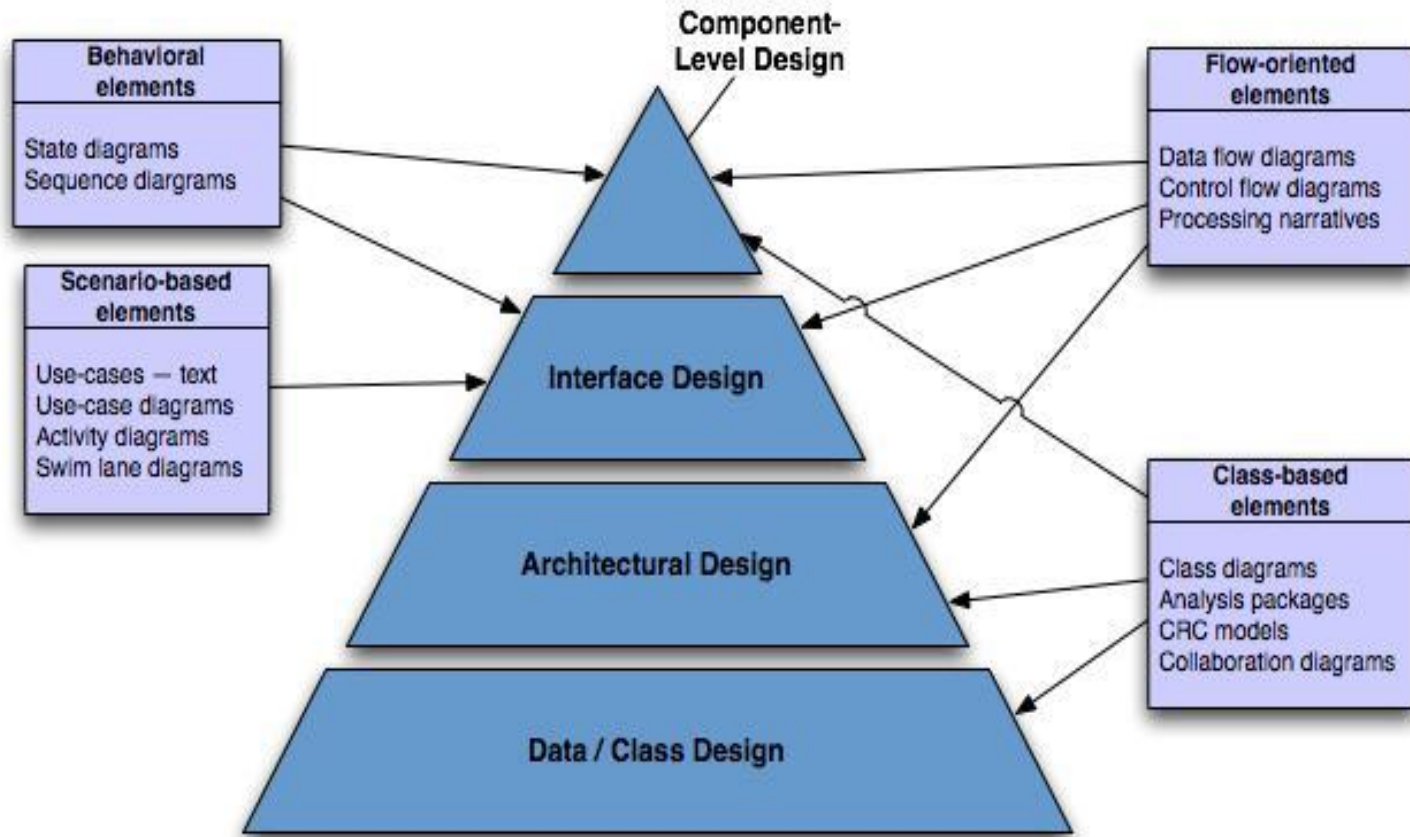 Component-
Level Design
Behavioral
elements
State diagrams
Sequence diargrams
Scenario-based
elements
Use-cases — text
Use-case diagrams
Activity diagrams
Swim lane diagrams
Flow-oriented
elements
Data flow diagrams
Control flow diagrams
Processing narratives
Class-based
elements
Class diagrams
Analysis packages
CRC models
Collaboration diagrams
Interface Design
Architectural Design
Data / Class Design